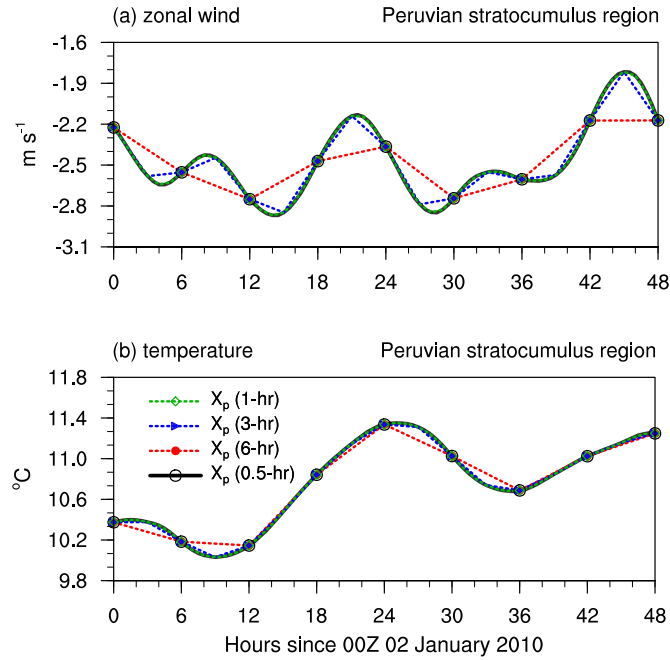 (a) zonal wind Peruvian stratocumulus region
-1.6
-1.9
-2.2
-2.5
-2.8
-3.1
m s-1
0 6 12 18 24 30 36 42 48
(b) temperature Peruvian stratocumulus region
11.8
11.4
11.0
10.6
10.2
9.8
oC
Xp (1-hr)
Xp (3-hr)
Xp (6-hr)
Xp (0.5-hr)
0 6 12 18 24 30 36 42 48
Hours since 00Z 02 January 2010